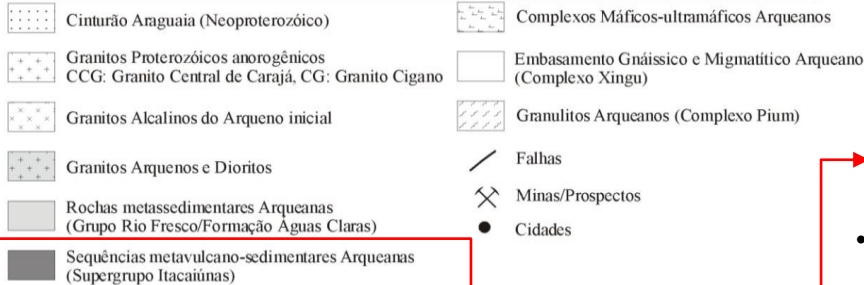 Cinturão Araguaia (Neoproterozóico)
Granitos Proterozóicos anorogênicos
CCG: Granito Central de Carajá, CG: Granito Cigano
Granitos Alcalinos do Arqueno inicial
Granitos Arquenos e Dioritos
Rochas metassedimentares Arqueanas
(Grupo Rio Fresco/Formação Águas Claras)
Sequências metavulcano-sedimentares Arqueanas
(Supergrupo Itacaiúnas)
Complexos Máficos-ultramáficos Arqueanos
Embasamento Gnáissico e Migmatítico Arqueano
(Complexo Xingu)
Granulitos Arqueanos (Complexo Pium)
Falhas
Minas/Prospectos
Cidades